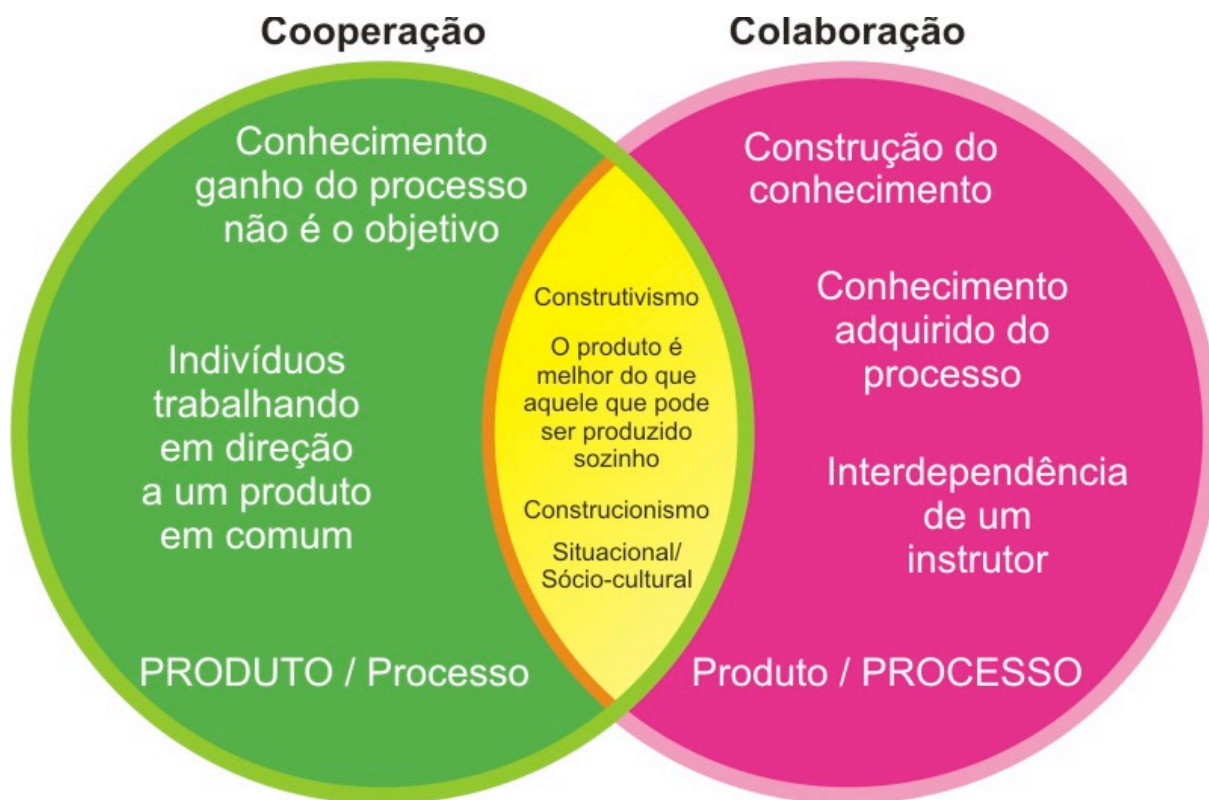 Cooperação
Colaboração
Conhecimento
ganho do processo
não é o objetivo
Indivíduos
trabalhando
em direção
a um produto
em comum
PRODUTO / Processo
Construtivismo
O produto é
melhor do que
aquele que pode
ser produzido
sozinho
Construcionismo
Situacional/
Sócio-cultural
Construção do
conhecimento
Conhecimento
adquirido do
processo
Interdependência
de um
instrutor
Produto / PROCESSO